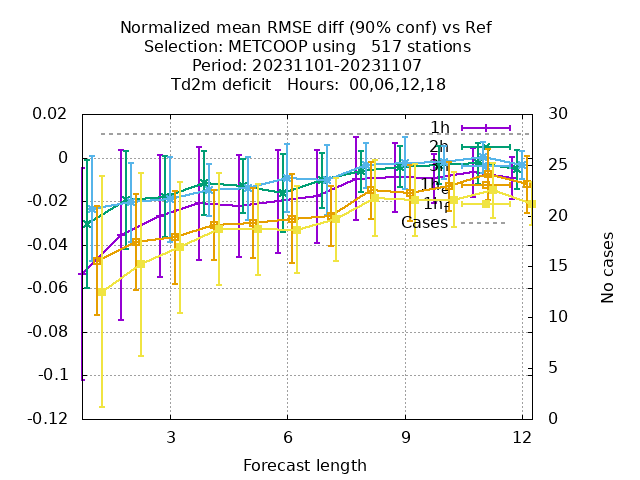 Normalized mean RMSE diff (90% conf) vs Ref
Selection: METCOOP using 517 stations
Period: 20231101-20231107
Td2m deficit Hours: 00,06,12,18
0.02
0
-0.02
-0.04
-0.06
-0.08
-0.1
-0.12
30
25
20
15
10
5
0
1h
2h
Cases
No cases
3
6
9
12
Forecast length